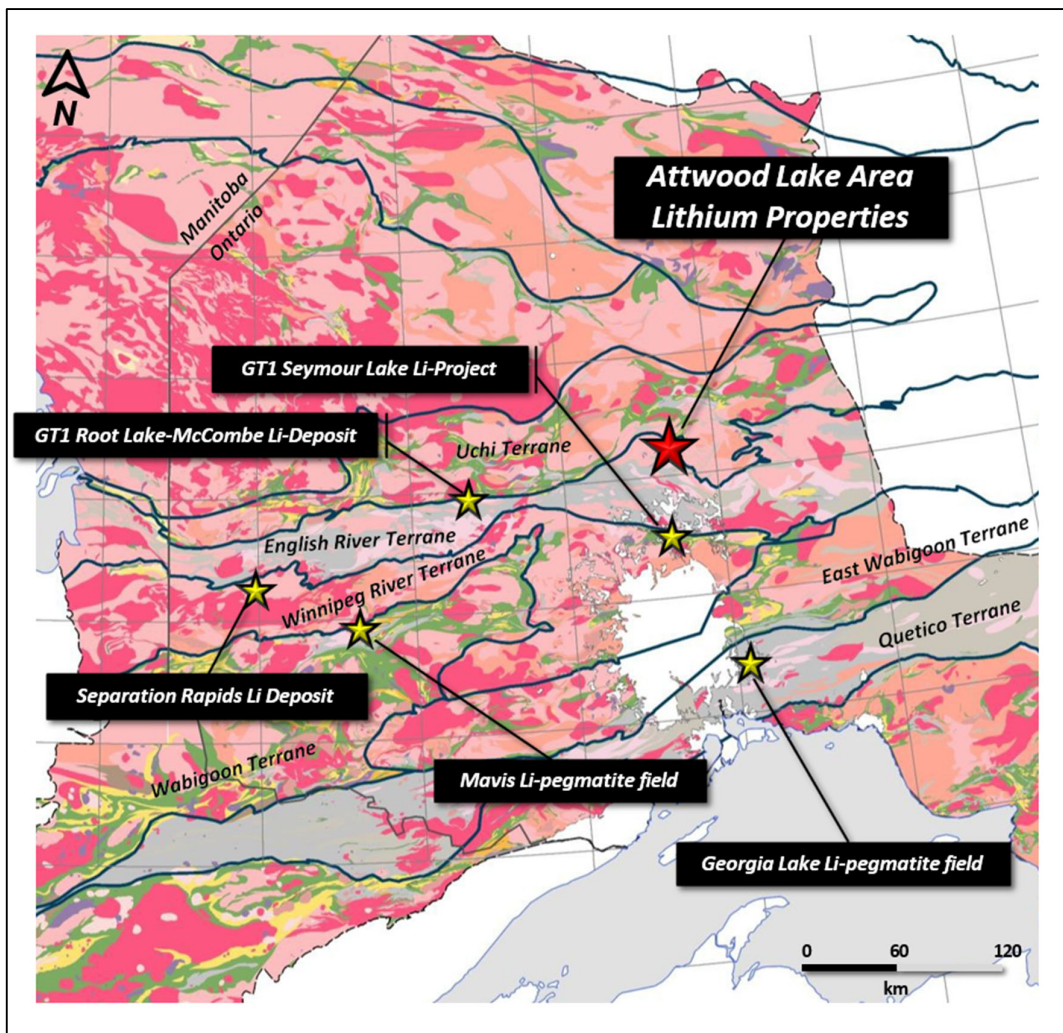 N
Manitoba
Ontario
Attwood Lake Area
Lithium Properties
GT1 Seymour Lake Li-Project
GT1 Root Lake-McCombe Li-Deposit
Uchi Terrane
English River Terrane
Winnipeg River Terrane
East Wabigoon Terrane
Quetico Terrane
Separation Rapids Li Deposit
Wabigoon Terrane
Mavis Li-pegmatite field
Georgia Lake Li-pegmatite field
0 60 120
km